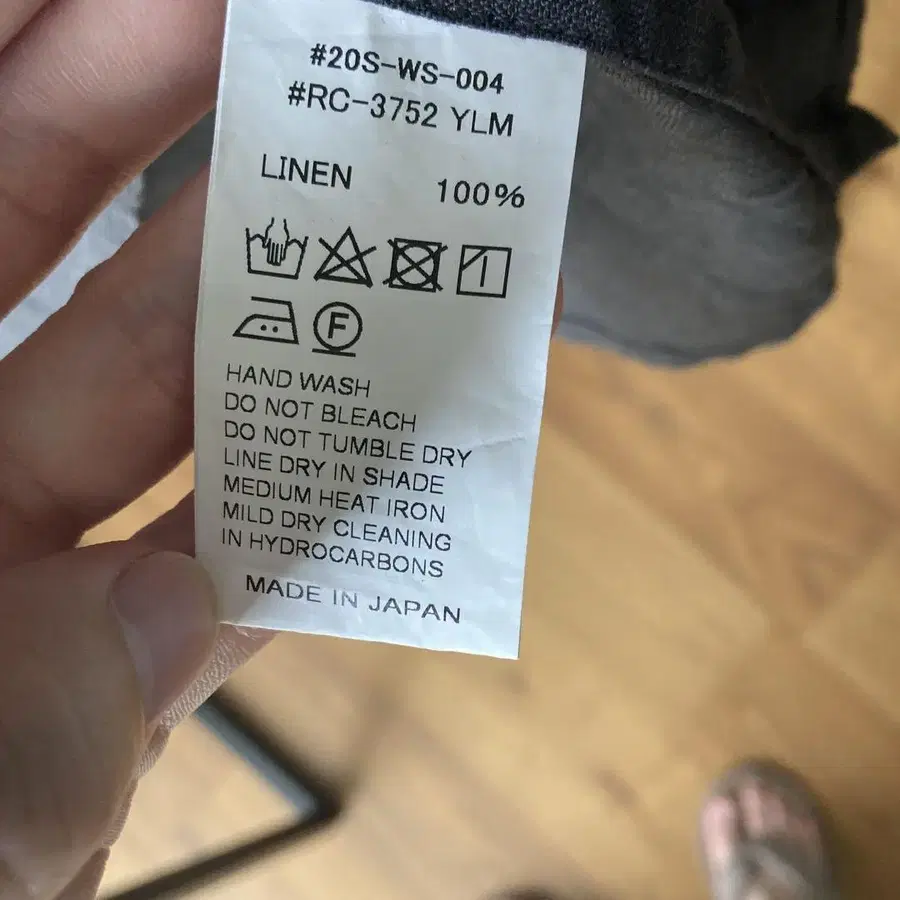 #20S-WS-004
#RC-3752 YLM
LINEN 100%
F
HAND WASH
DO NOT BLEACH
DO NOT TUMBLE DRY
LINE DRY IN SHADE
MEDIUM HEAT IRON
MILD DRY CLEANING
IN HYDROCARBONS
MADE IN JAPAN